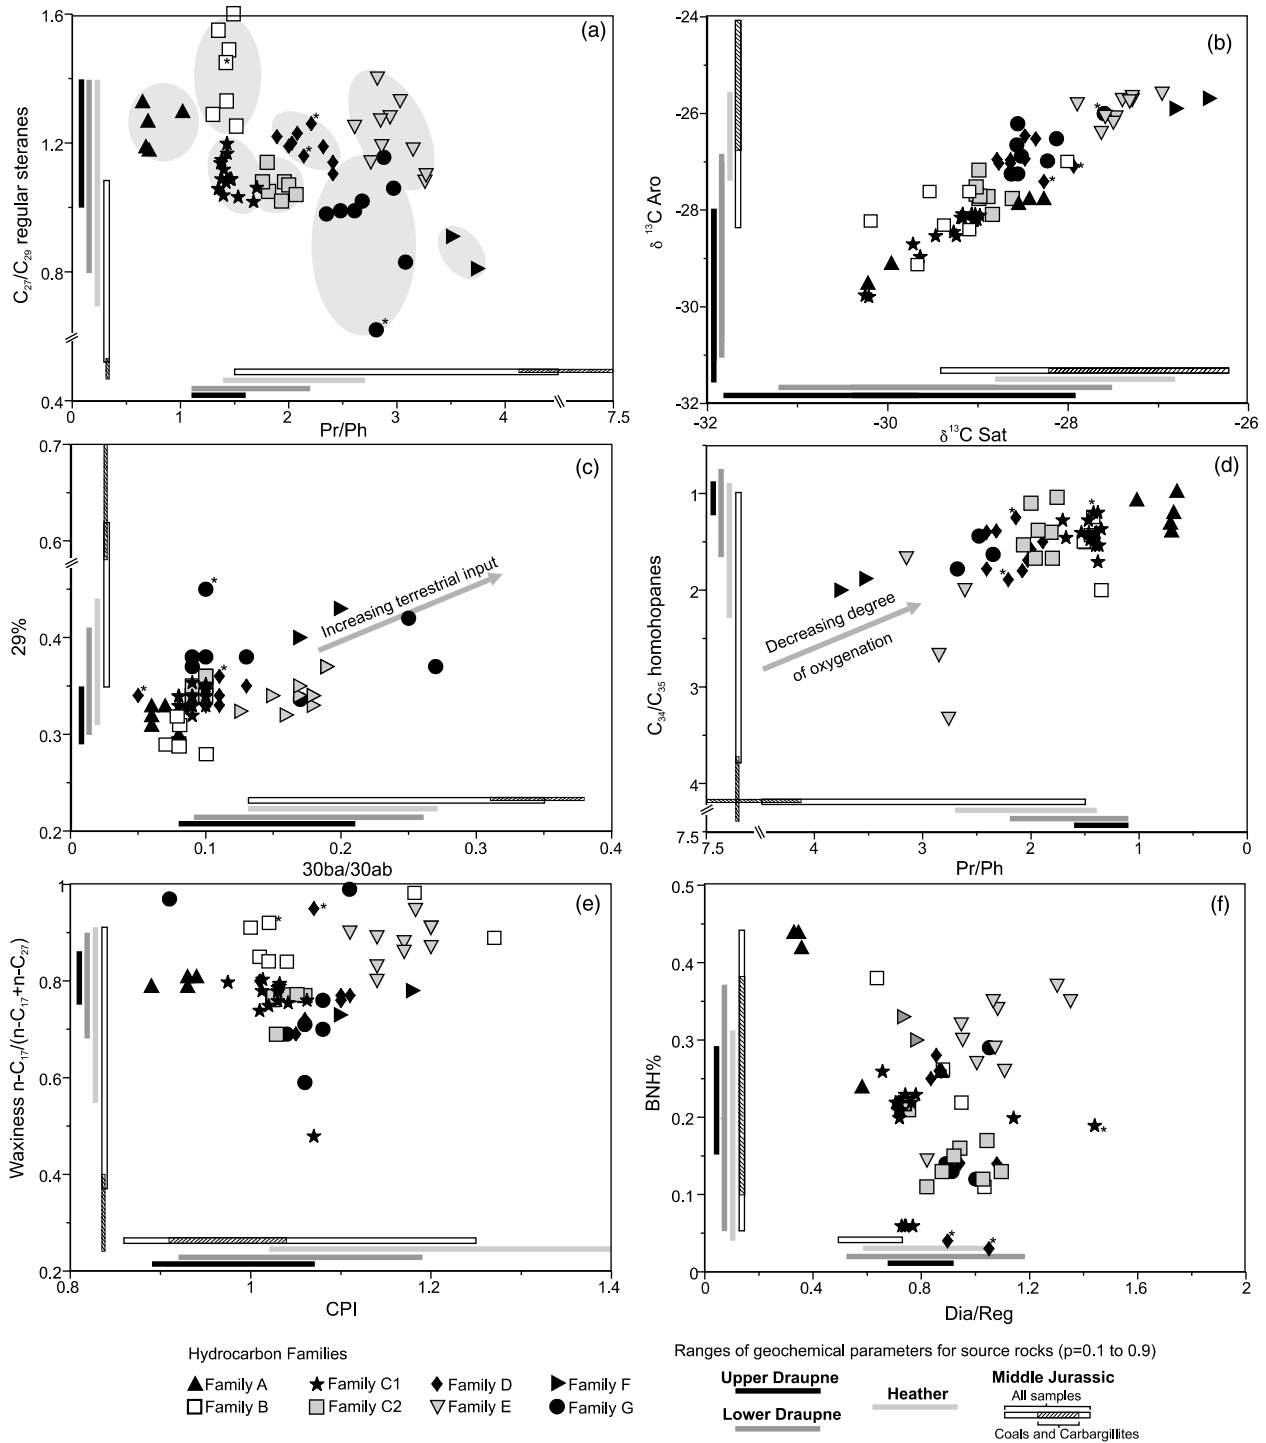 (a)
1.6
1.2
0.8
0.4
C27/C29 regular steranes
0 1 2 3 4 7.5
Pr/Ph
* * * *
(b)
-24
-26
-28
-30
-32
δ 13C Aro
-32 -30 -28 -26
δ13C Sat
* * *
(c)
0.7
0.6
0.4
0.3
0.2
29%
Increasing terrestrial input
0 0.1 0.2 0.3 0.4
30ba/30ab
* * *
(d)
1
2
3
4
7.5
C34/C35 homohopanes
Decreasing degree
of oxygenation
7.5 4 3 2 1 0
Pr/Ph
* * *
(e)
1
0.8
0.6
0.4
0.2
Waxiness n-C17/(n-C17+n-C27)
0.8 1 1.2 1.4
CPI
* *
(f)
0.5
0.4
0.3
0.2
0.1
0
BNH%
0 0.4 0.8 1.2 1.6 2
Dia/Reg
* * *
Hydrocarbon Families
Family A Family C1 Family D Family F
Family B Family C2 Family E Family G
Ranges of geochemical parameters for source rocks (p=0.1 to 0.9)
Upper Draupne
Lower Draupne
Heather
Middle Jurassic
All samples
Coals and Carbargillites